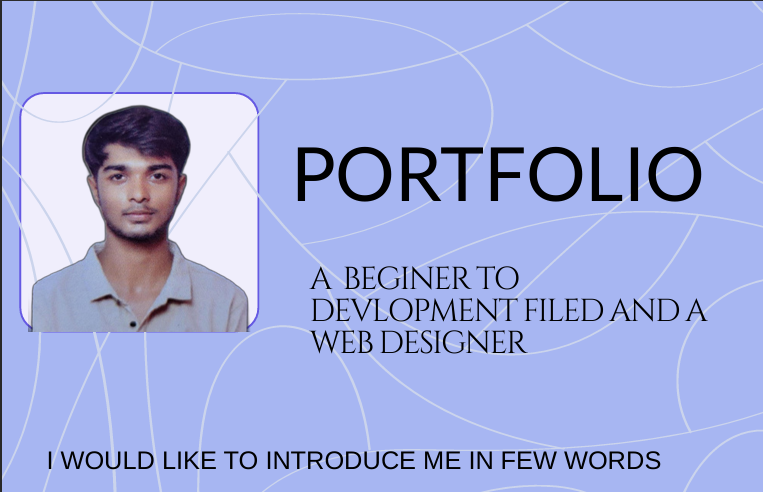 PORTFOLIO
A BEGINER TO
DEVLOPMENT FILED AND A
WEB DESIGNER
I WOULD LIKE TO INTRODUCE ME IN FEW WORDS